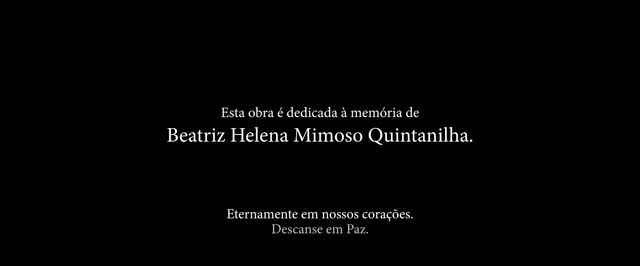 Esta obra é dedicada à memória de
Beatriz Helena Mimoso Quintanilha.
Eternamente em nossos corações.
Descanse em Paz.